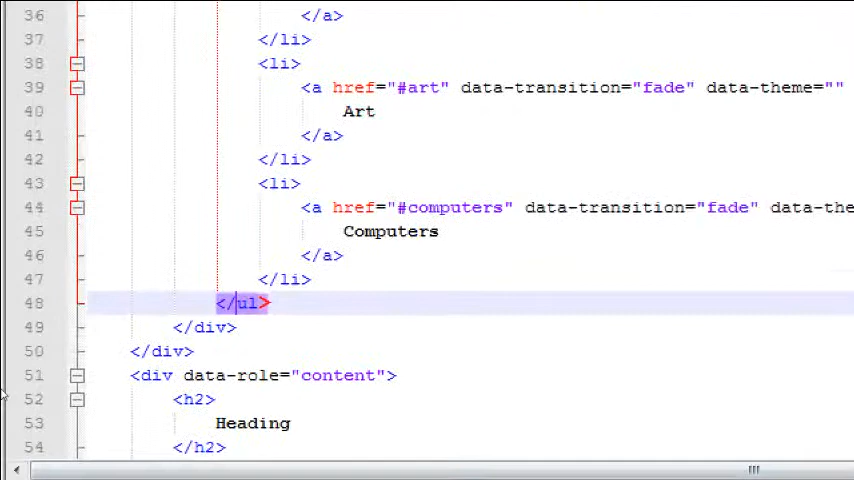 36 </a>
37 </li>
38 <li>
39 <a href="#art" data-transition="fade" data-theme=""
40 Art
41 </a>
42 </li>
43 <li>
44 <a href="#computers" data-transition="fade" data-the
45 Computers
46 </a>
47 </li>
48 </ul>
49 </div>
50 </div>
51 <div data-role="content">
52 <h2>
53 Heading
54 </h2>